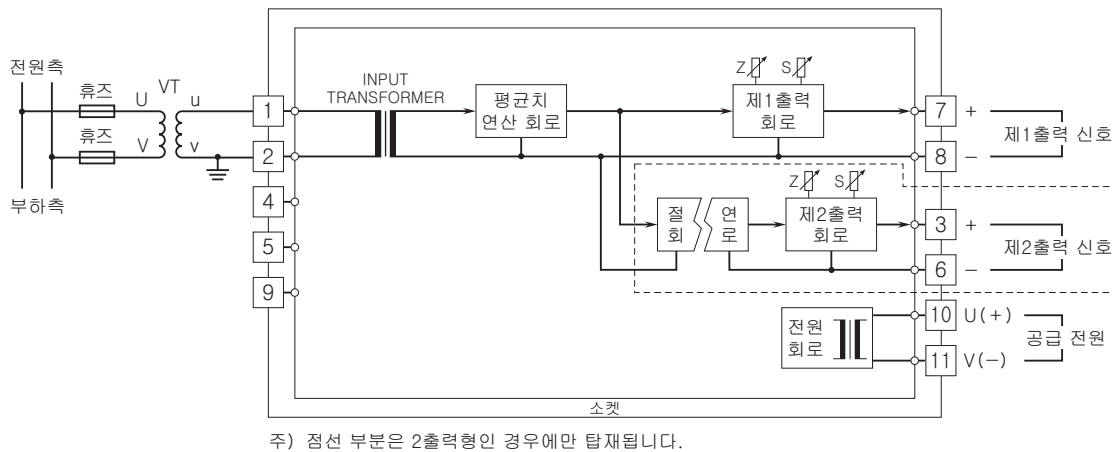 전원측
휴즈
휴즈
부하측
VT
U
V
u
v
1
2
4
5
9
INPUT
TRANSFORMER
평균치
연산 회로
Z
S
제1출력
회로
Z
S
절
회
연
로
제2출력
회로
전원
회로
7
+
8
−
제1출력 신호
3
+
6
−
제2출력 신호
10
U(+)
11
V(−)
공급 전원
소켓
주) 점선 부분은 2출력형인 경우에만 탑재됩니다.